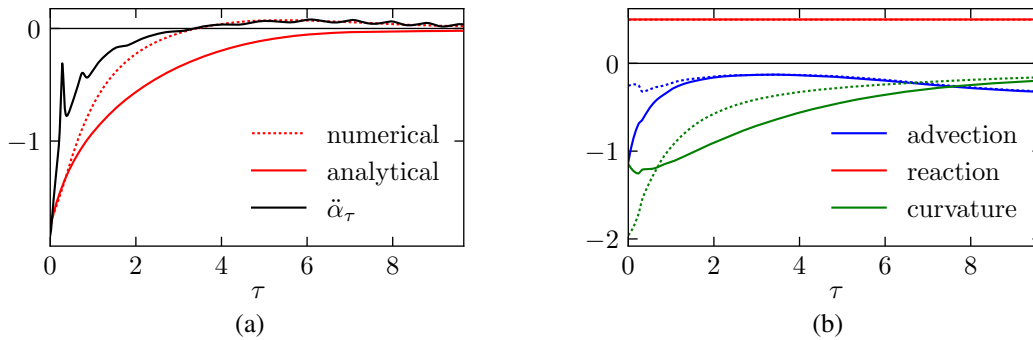 0
−1
numerical
analytical
α̈τ
0 2 4 6 8
τ
(a)
0
−1
−2
advection
reaction
curvature
0 2 4 6 8
τ
(b)